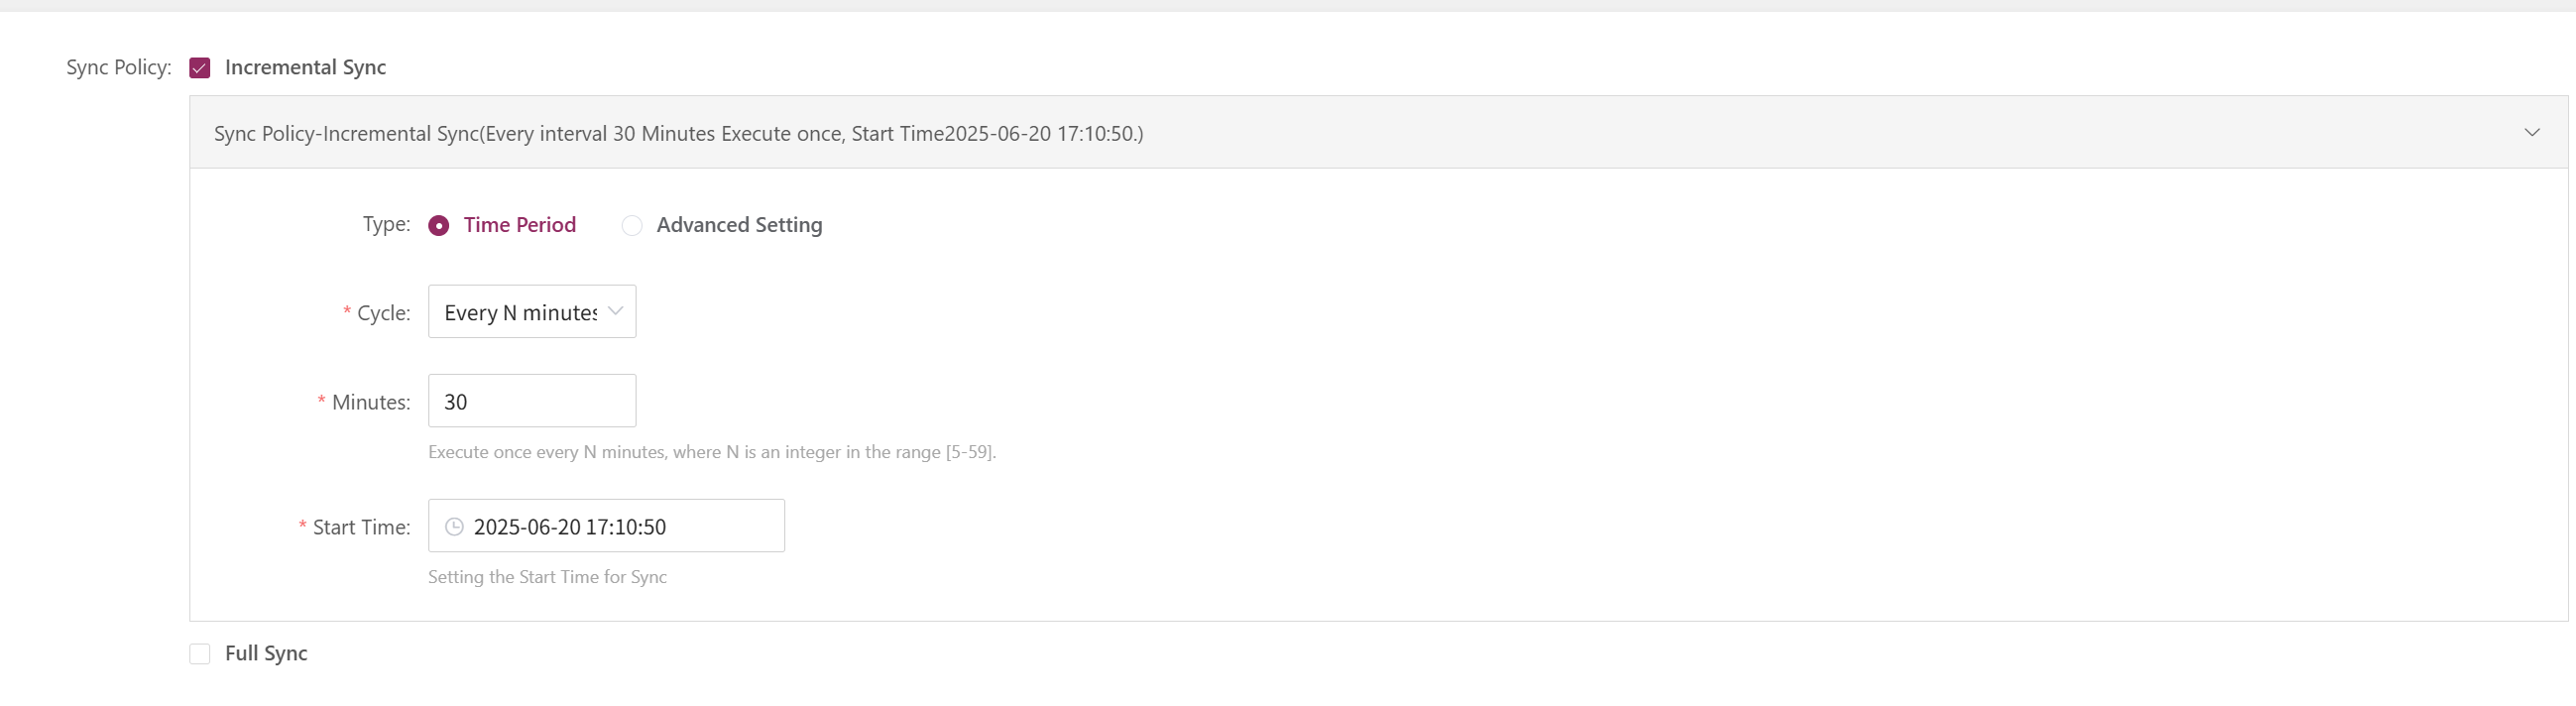 Sync Policy: Incremental Sync
Sync Policy-Incremental Sync(Every interval 30 Minutes Execute once, Start Time2025-06-20 17:10:50.)
Type: Time Period Advanced Setting
* Cycle: Every N minutes
* Minutes: 30
Execute once every N minutes, where N is an integer in the range [5-59].
* Start Time: 2025-06-20 17:10:50
Setting the Start Time for Sync
Full Sync